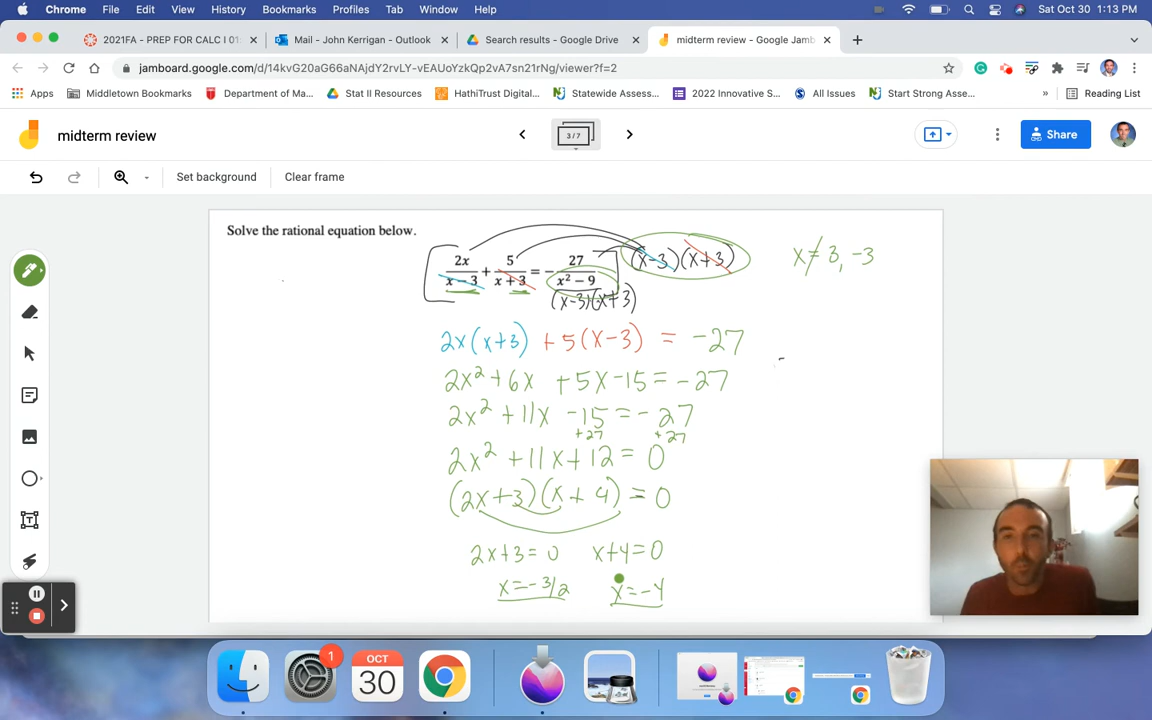 Chrome File Edit View History Bookmarks Profiles Tab Window Help Sat Oct 30 1:13 PM
2021FA - PREP FOR CALC I 01: Mail - John Kerrigan - Outlook Search results - Google Drive midterm review - Google Jamb
jamboard.google.com/d/14kvG20aG66aNAjdY2rvLY-vEAUoYzkQp2vA7sn21rNg/viewer?f=2
Apps Middletown Bookmarks Department of Ma... Stat II Resources HathiTrust Digital... Statewide Assess... 2022 Innovative S... All Issues Start Strong Asse... » Reading List
midterm review 3/7 Share
Set background Clear frame
Solve the rational equation below.
2x/(x − 3) + 5/(x + 3) = − 27/(x² − 9) (x-3)(x+3) x ≠ 3, -3
(x-3)(x+3)
2x(x+3) + 5(x-3) = -27
2x² + 6x + 5x - 15 = -27
2x² + 11x - 15 = -27
+27 +27
2x² + 11x + 12 = 0
(2x+3)(x+4) = 0
2x+3=0 x+4=0
x=-3/2 x=-4
1
OCT
30